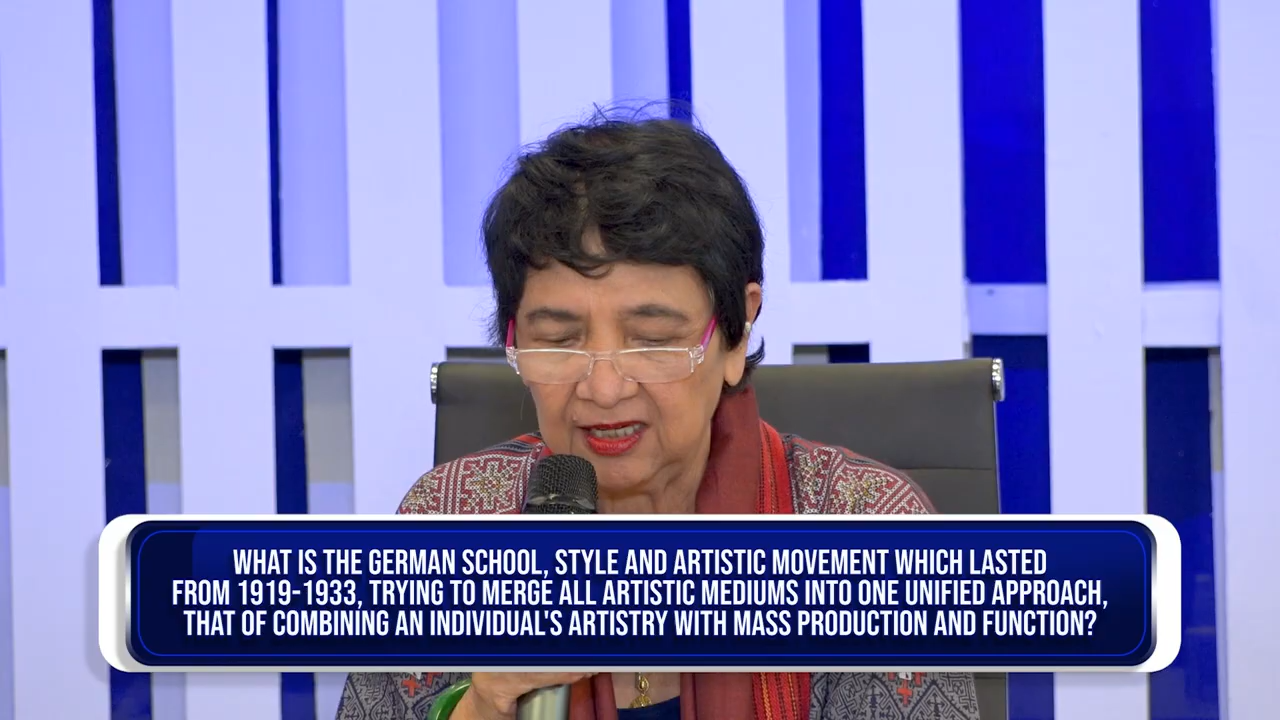 WHAT IS THE GERMAN SCHOOL, STYLE AND ARTISTIC MOVEMENT WHICH LASTED
FROM 1919-1933, TRYING TO MERGE ALL ARTISTIC MEDIUMS INTO ONE UNIFIED APPROACH,
THAT OF COMBINING AN INDIVIDUAL'S ARTISTRY WITH MASS PRODUCTION AND FUNCTION?